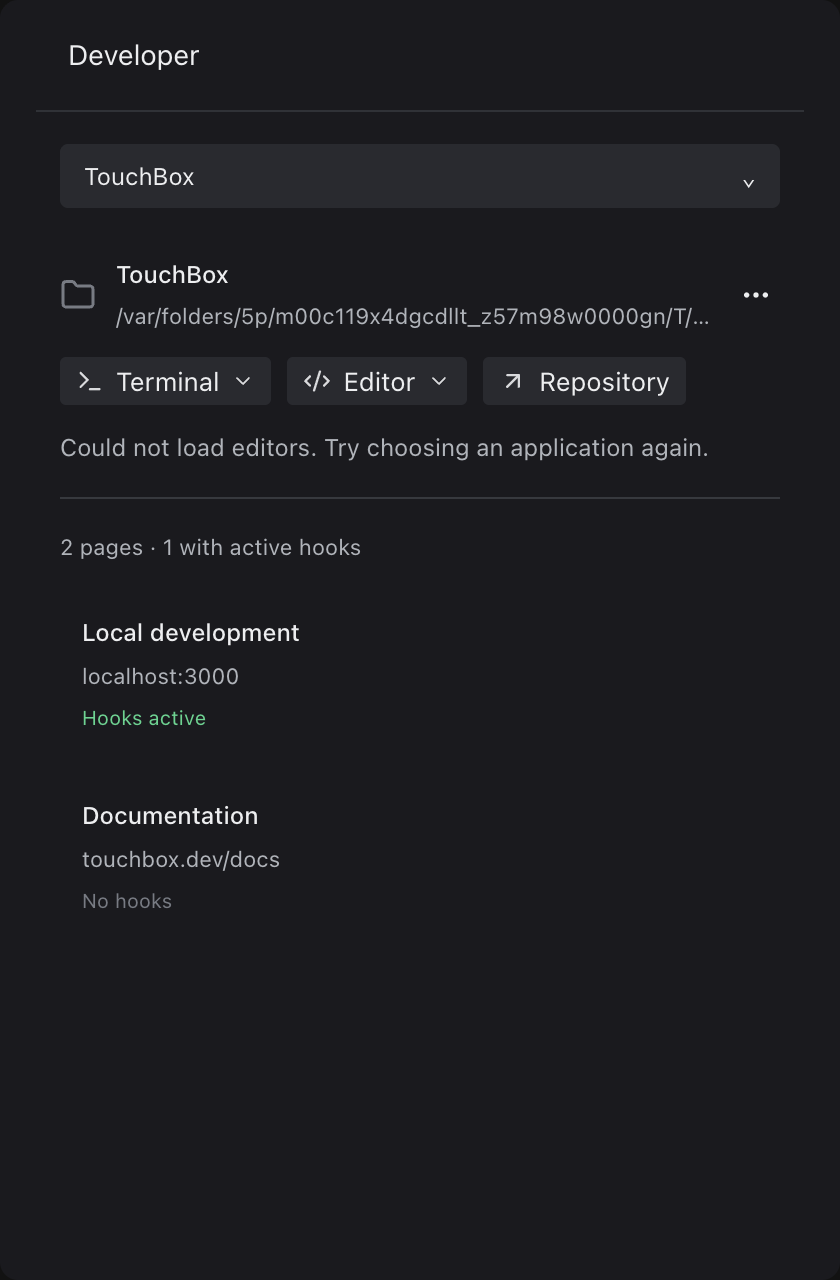 Developer
TouchBox
TouchBox
/var/folders/5p/m00c119x4dgcdllt_z57m98w0000gn/T/...
Terminal Editor Repository
Could not load editors. Try choosing an application again.
2 pages · 1 with active hooks
Local development
localhost:3000
Hooks active
Documentation
touchbox.dev/docs
No hooks